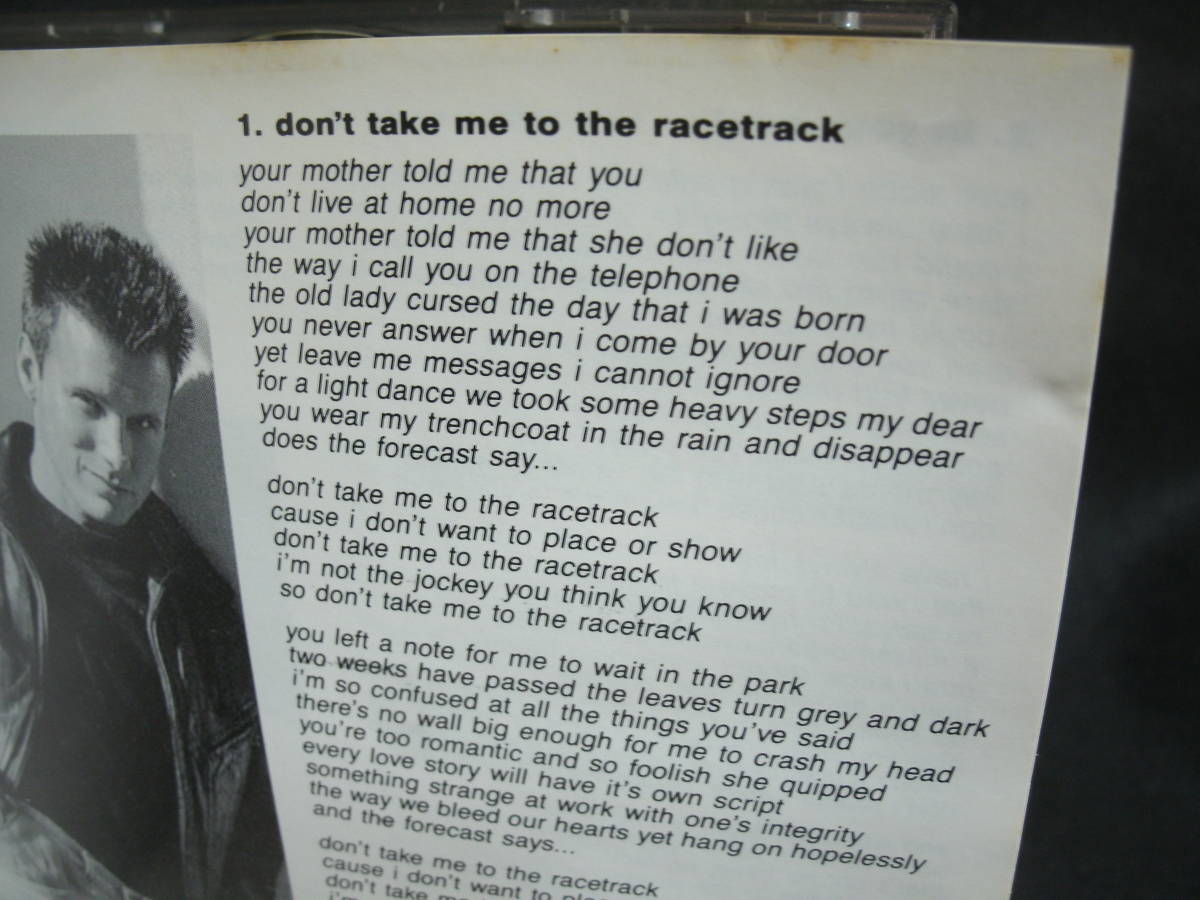 1. don't take me to the racetrack
your mother told me that you
don't live at home no more
your mother told me that she don't like
the way i call you on the telephone
the old lady cursed the day that i was born
you never answer when i come by your door
yet leave me messages i cannot ignore
for a light dance we took some heavy steps my dear
you wear my trenchcoat in the rain and disappear
does the forecast say...
don't take me to the racetrack
cause i don't want to place or show
don't take me to the racetrack
i'm not the jockey you think you know
so don't take me to the racetrack
you left a note for me to wait in the park
two weeks have passed the leaves turn grey and dark
i'm so confused at all the things you've said
there's no wall big enough for me to crash my head
you're too romantic and so foolish she quipped
every love story will have it's own script
something strange at work with one's integrity
the way we bleed our hearts yet hang on hopelessly
and the forecast says...
don't take me to the racetrack
cause i don't want to
don't take
i'm